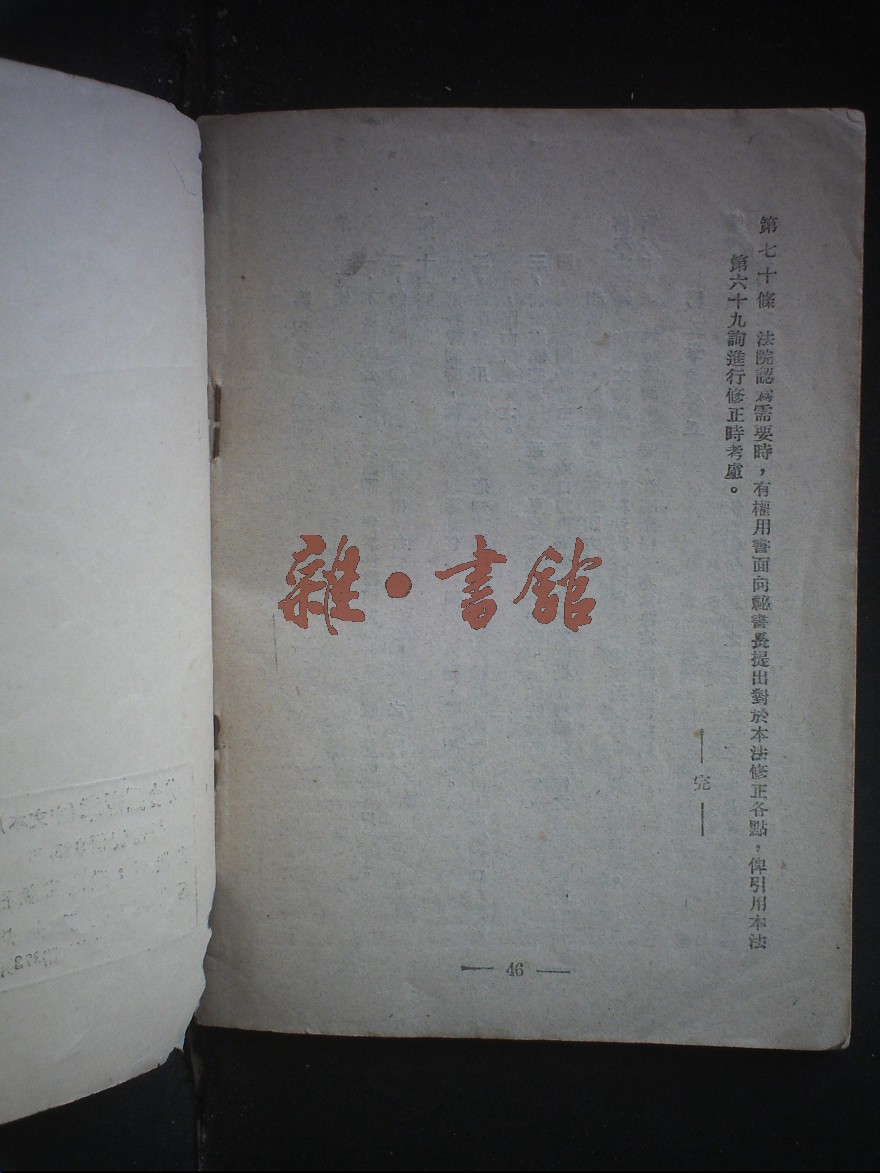 第七十條　法院認爲需要時，有權用書面向秘書長提出對於本法修正各點，俾引用本法
第六十九詢進行修正時考慮。
— 完 —
— 46 —
雜·書館